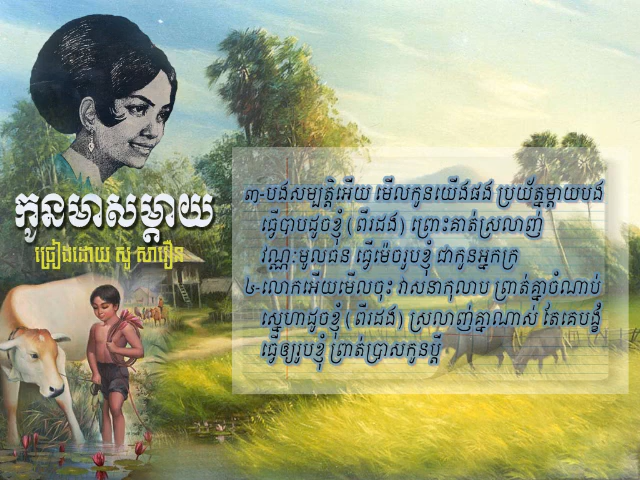 កូនមាសម្ដាយ
ច្រៀងដោយ សួ សាវឿន
៣-បងសម្បត្តិអើយ មើលកូនយើងផង ប្រយ័ត្នម្ដាយបង
ធ្វើបាបដូចខ្ញុំ (ពីរដង) ព្រោះគាត់ស្រលាញ់
វណ្ណៈមូលធន ធ្វើម៉េចរូបខ្ញុំ ជាកូនអ្នកក្រ
៤-លោកអើយមើលចុះ វាសនាកុលាប ព្រាត់គ្នាចំណាប់
ស្នេហាដូចខ្ញុំ (ពីរដង) ស្រលាញ់គ្នាណាស់ តែគេបង្ខំ
ធ្វើឲ្យរូបខ្ញុំ ព្រាត់ប្រាសកូនប្ដី